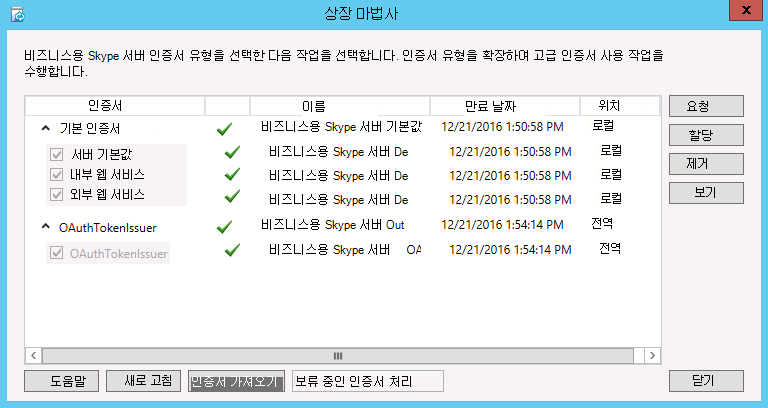 상장 마법사
X
비즈니스용 Skype 서버 인증서 유형을 선택한 다음 작업을 선택합니다. 인증서 유형을 확장하여 고급 인증서 사용 작업을
수행합니다.
인증서 이름 만료 날짜 위치
기본 인증서 비즈니스용 Skype 서버 기본값 12/21/2016 1:50:58 PM 로컬
서버 기본값 비즈니스용 Skype 서버 De 12/21/2016 1:50:58 PM 로컬
내부 웹 서비스 비즈니스용 Skype 서버 De 12/21/2016 1:50:58 PM 로컬
외부 웹 서비스 비즈니스용 Skype 서버 De 12/21/2016 1:50:58 PM 로컬
OAuthTokenIssuer 비즈니스용 Skype 서버 Out 12/21/2016 1:54:14 PM 전역
OAuthTokenIssuer 비즈니스용 Skype 서버 OA 12/21/2016 1:54:14 PM 전역
요청
할당
제거
보기
도움말 새로 고침 인증서 가져오기 보류 중인 인증서 처리 닫기